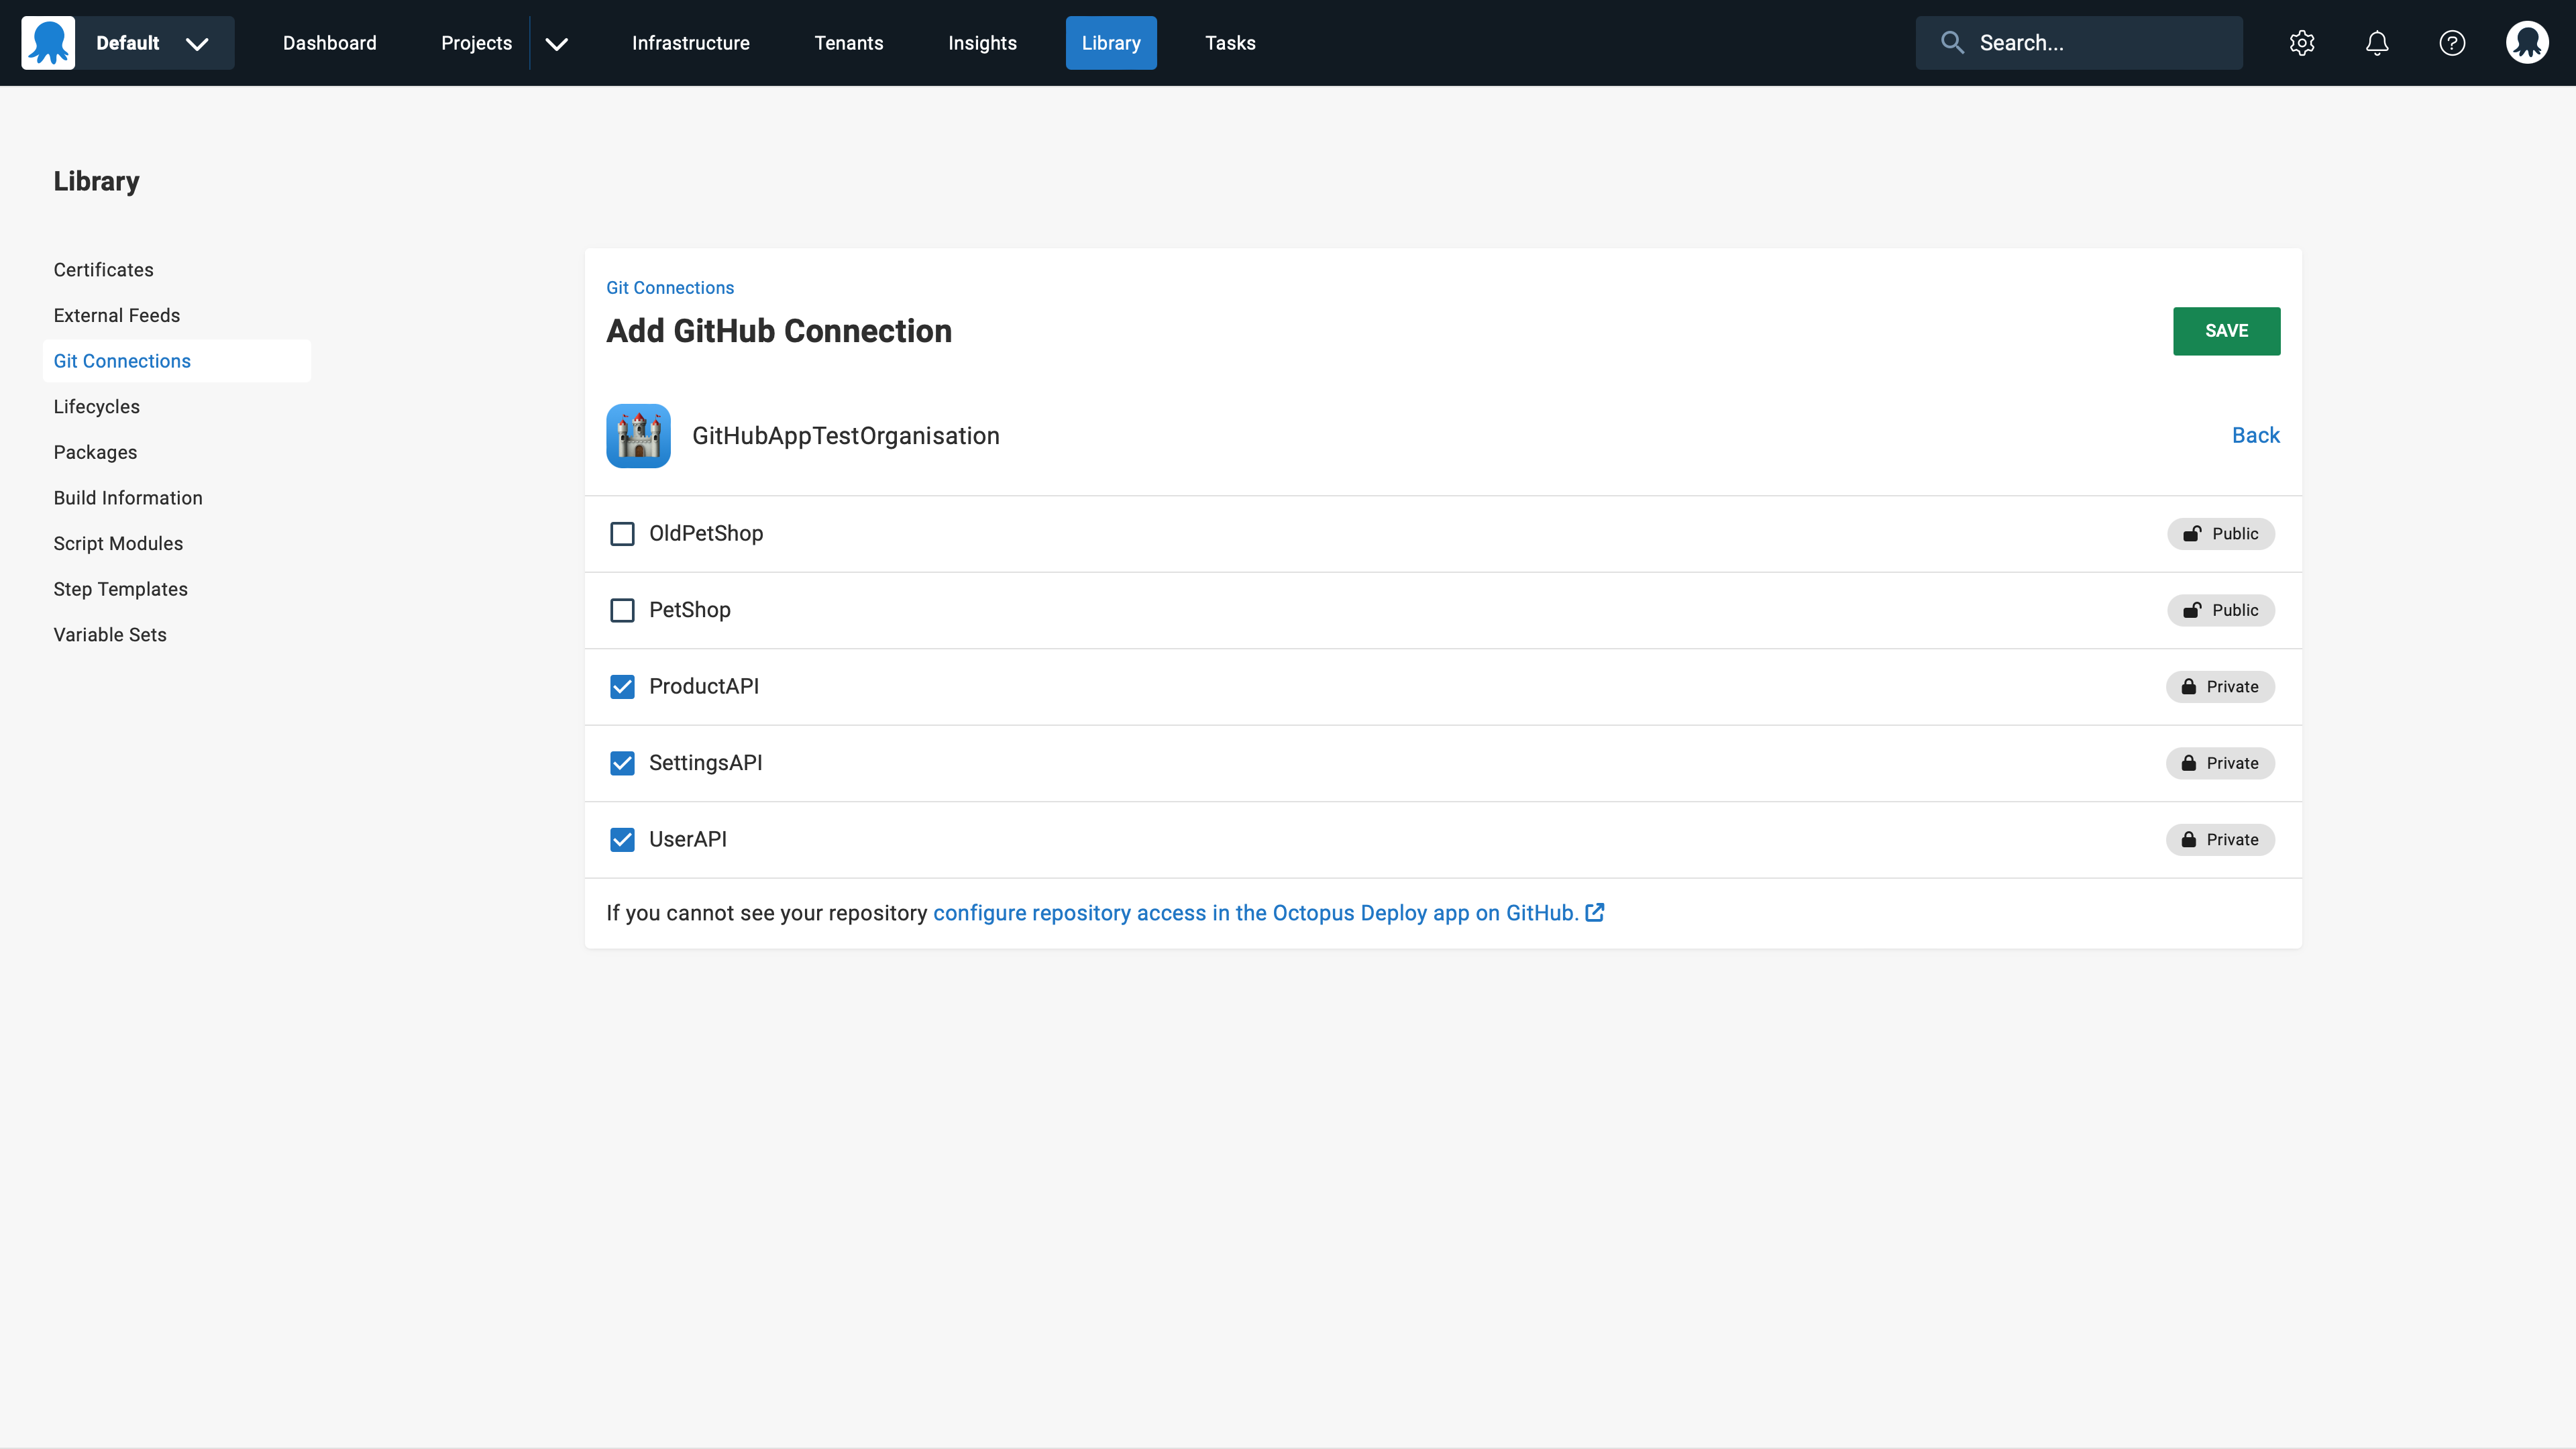 Default
Dashboard
Projects
Infrastructure
Tenants
Insights
Library
Tasks
Search...
Library
Certificates
External Feeds
Git Connections
Lifecycles
Packages
Build Information
Script Modules
Step Templates
Variable Sets
Git Connections
Add GitHub Connection
SAVE
GitHubAppTestOrganisation
Back
OldPetShop
Public
PetShop
Public
ProductAPI
Private
SettingsAPI
Private
UserAPI
Private
If you cannot see your repository configure repository access in the Octopus Deploy app on GitHub.